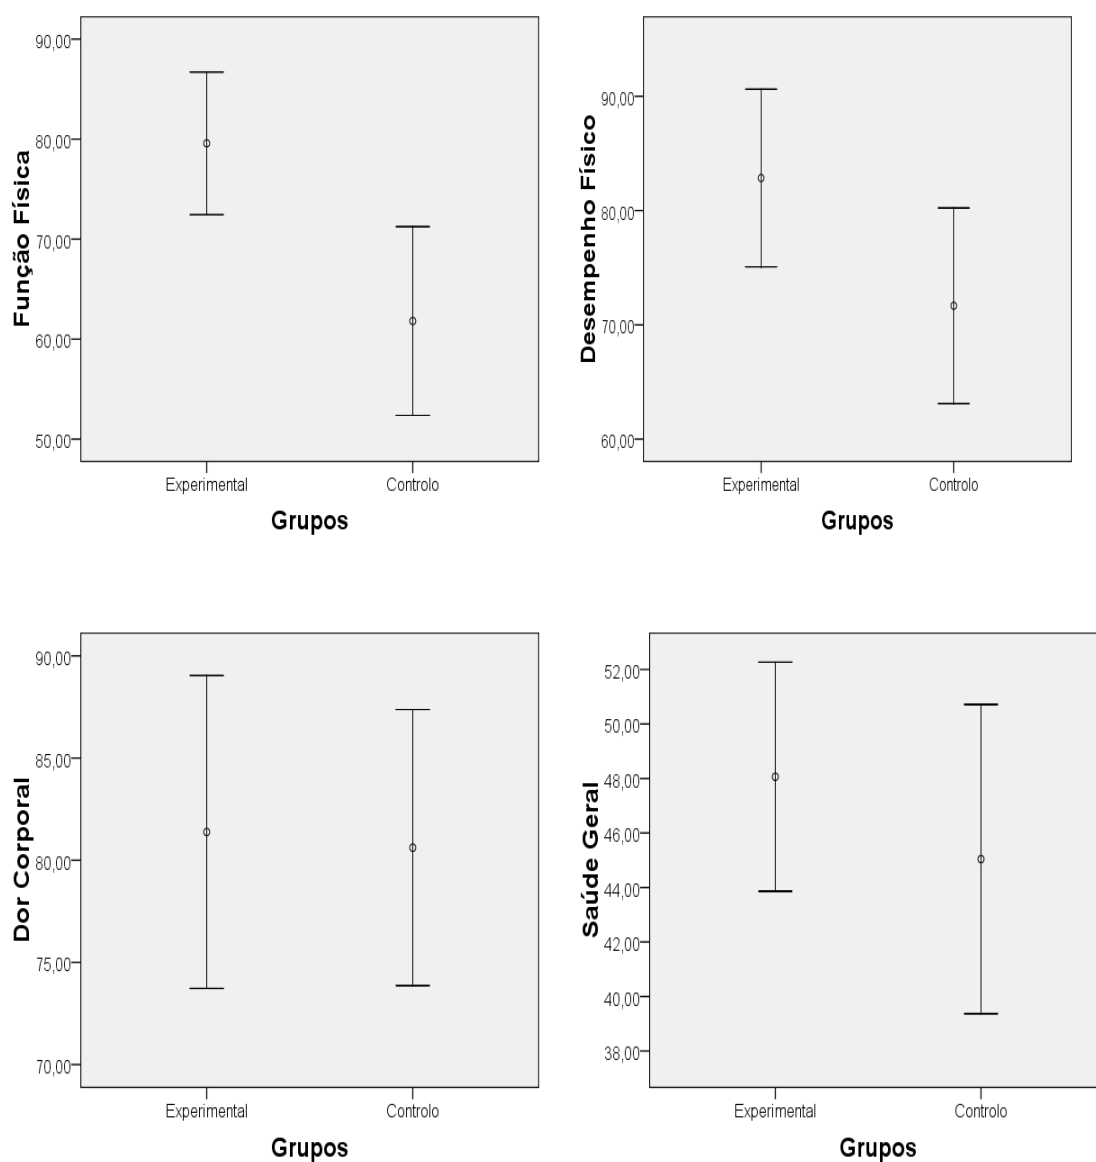 Função Física
90,00
80,00
70,00
60,00
50,00
Experimental Controlo
Grupos
Desempenho Físico
90,00
80,00
70,00
60,00
Experimental Controlo
Grupos
Dor Corporal
90,00
85,00
80,00
75,00
70,00
Experimental Controlo
Grupos
Saúde Geral
52,00
50,00
48,00
46,00
44,00
42,00
40,00
38,00
Experimental Controlo
Grupos